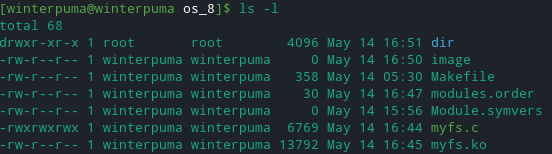 [winterpuma@winterpuma os_8]$ ls -l
total 68
drwxr-xr-x 1 root      root       4096 May 14 16:51 dir
-rw-r--r-- 1 winterpuma winterpuma     0 May 14 16:50 image
-rw-r--r-- 1 winterpuma winterpuma   358 May 14 05:30 Makefile
-rw-r--r-- 1 winterpuma winterpuma    30 May 14 16:47 modules.order
-rw-r--r-- 1 winterpuma winterpuma     0 May 14 15:56 Module.symvers
-rwxrwxrwx 1 winterpuma winterpuma  6769 May 14 16:44 myfs.c
-rw-r--r-- 1 winterpuma winterpuma 13792 May 14 16:45 myfs.ko